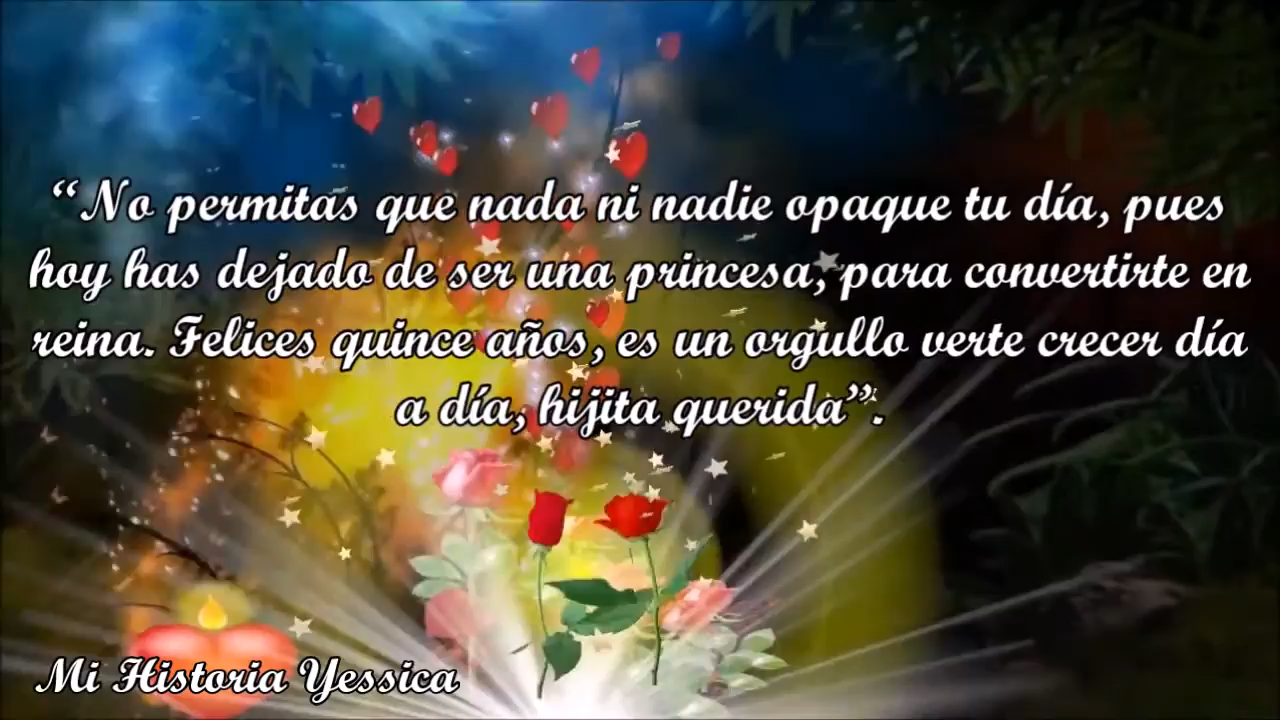 “No permitas que nada ni nadie opaque tu día, pues
hoy has dejado de ser una princesa, para convertirte en
reina. Felices quince años, es un orgullo verte crecer día
a día, hijita querida”.
Mi Historia Yessica